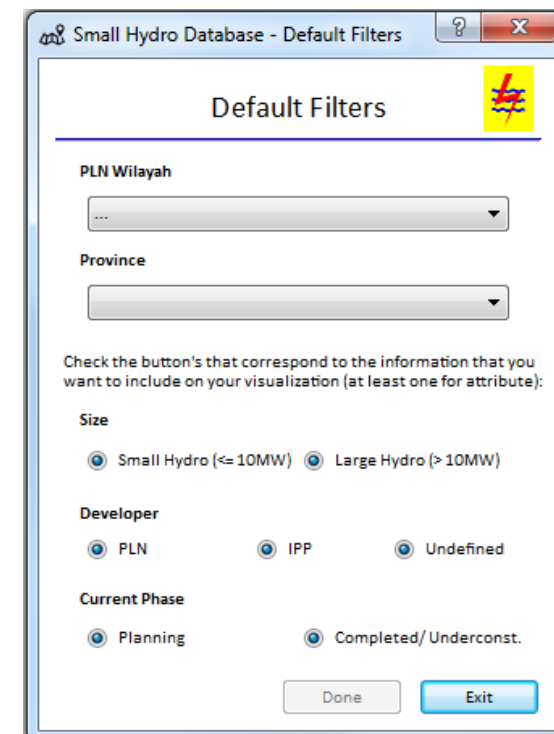 Small Hydro Database - Default Filters
?
X
Default Filters
PLN Wilayah
...
Province
Check the button's that correspond to the information that you
want to include on your visualization (at least one for attribute):
Size
Small Hydro (<= 10MW) Large Hydro (> 10MW)
Developer
PLN IPP Undefined
Current Phase
Planning Completed/ Underconst.
Done Exit